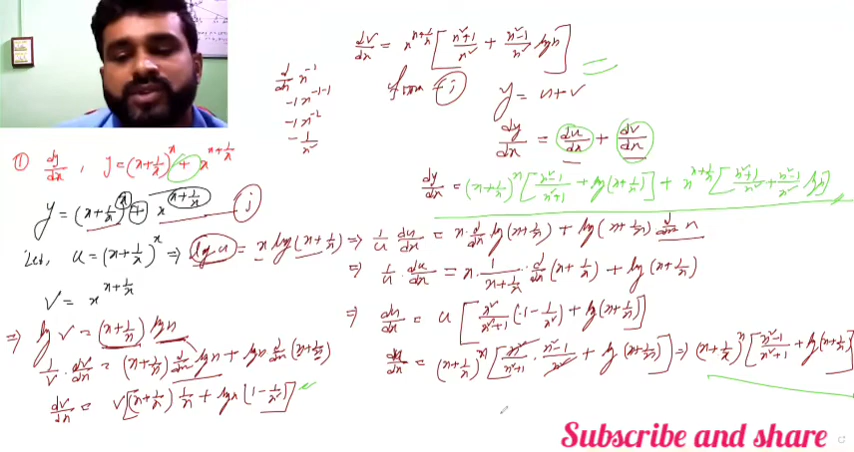 ① dy/dx , y = (x+1/x)^x + x^(x+1/x)
y = (x+1/x)^x + x^(x+1/x) — ⓘ
Let, u = (x+1/x)^x ⇒ log u = x log(x+1/x) ⇒ 1/u du/dx = x·d/dx log(x+1/x) + log(x+1/x) d/dx x
V = x^(x+1/x)
⇒ 1/u · du/dx = x · 1/(x+1/x) · d/dx (x+1/x) + log(x+1/x)
⇒ du/dx = u [x²/(x²+1) (1-1/x²) + log(x+1/x)]
du/dx = (x+1/x)^x [x²/(x²+1) · (x²-1)/x² + log(x+1/x)] ⇒ (x+1/x)^x [(x²-1)/(x²+1) + log(x+1/x)]
⇒ log V = (x+1/x) log x
1/V · dV/dx = (x+1/x) d/dx log x + log x d/dx (x+1/x)
dV/dx = V[(x+1/x) 1/x + log x (1-1/x²)]
dV/dx = x^(x+1/x) [(x²+1)/x² + (x²-1)/x² log x]
d/dx x^-1
-1 x^-1-1
-1 x^-2
-1/x²
from – ⓘ
y = u+v
dy/dx = du/dx + dv/dx
dy/dx = (x+1/x)^x [(x²-1)/(x²+1) + log(x+1/x)] + x^(x+1/x) [(x²+1)/x² + (x²-1)/x² log x]
Subscribe and share